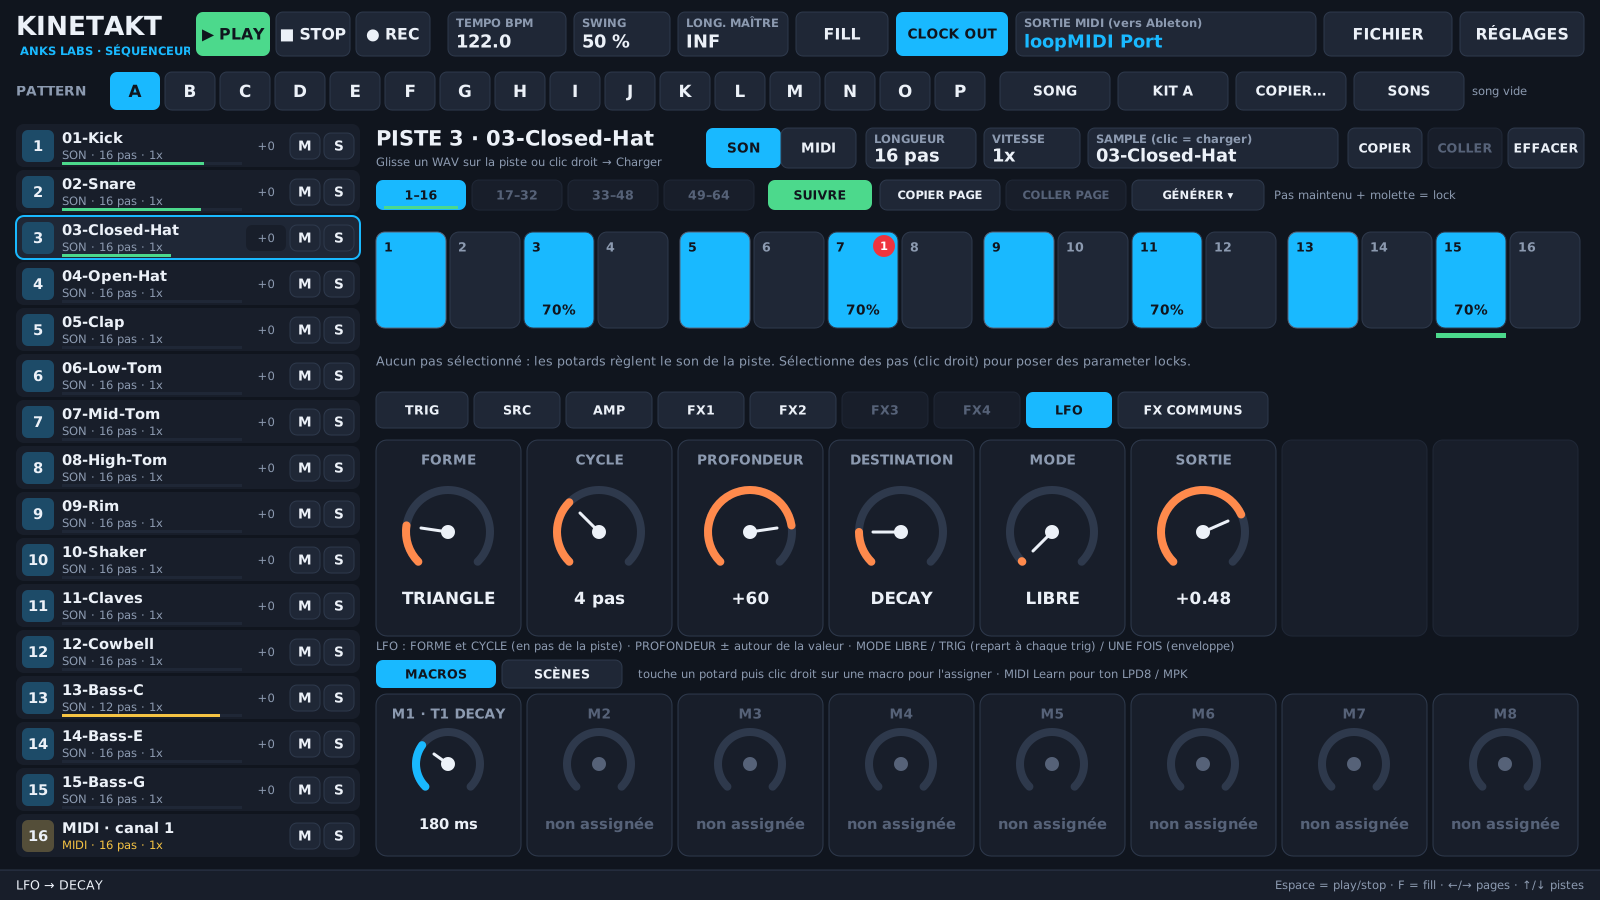 KINETAKT
ANKS LABS · SÉQUENCEUR
▶ PLAY
■ STOP
● REC
TEMPO BPM
122.0
SWING
50 %
LONG. MAÎTRE
INF
FILL
CLOCK OUT
SORTIE MIDI (vers Ableton)
loopMIDI Port
FICHIER
RÉGLAGES
PATTERN
A B C D E F G H I J K L M N O P
SONG
KIT A
COPIER…
SONS
song vide
1
01-Kick
SON · 16 pas · 1x
+0 M S
2
02-Snare
SON · 16 pas · 1x
+0 M S
3
03-Closed-Hat
SON · 16 pas · 1x
+0 M S
4
04-Open-Hat
SON · 16 pas · 1x
+0 M S
5
05-Clap
SON · 16 pas · 1x
+0 M S
6
06-Low-Tom
SON · 16 pas · 1x
+0 M S
7
07-Mid-Tom
SON · 16 pas · 1x
+0 M S
8
08-High-Tom
SON · 16 pas · 1x
+0 M S
9
09-Rim
SON · 16 pas · 1x
+0 M S
10
10-Shaker
SON · 16 pas · 1x
+0 M S
11
11-Claves
SON · 16 pas · 1x
+0 M S
12
12-Cowbell
SON · 16 pas · 1x
+0 M S
13
13-Bass-C
SON · 12 pas · 1x
+0 M S
14
14-Bass-E
SON · 16 pas · 1x
+0 M S
15
15-Bass-G
SON · 16 pas · 1x
+0 M S
16
MIDI · canal 1
MIDI · 16 pas · 1x
M S
PISTE 3 · 03-Closed-Hat
Glisse un WAV sur la piste ou clic droit → Charger
SON
MIDI
LONGUEUR
16 pas
VITESSE
1x
SAMPLE (clic = charger)
03-Closed-Hat
COPIER
COLLER
EFFACER
1–16
17–32
33–48
49–64
SUIVRE
COPIER PAGE
COLLER PAGE
GÉNÉRER ▾
Pas maintenu + molette = lock
1 2 3 4 5 6 7 1 8 9 10 11 12 13 14 15 16
70% 70% 70% 70%
Aucun pas sélectionné : les potards règlent le son de la piste. Sélectionne des pas (clic droit) pour poser des parameter locks.
TRIG
SRC
AMP
FX1
FX2
FX3
FX4
LFO
FX COMMUNS
FORME
TRIANGLE
CYCLE
4 pas
PROFONDEUR
+60
DESTINATION
DECAY
MODE
LIBRE
SORTIE
+0.48
LFO : FORME et CYCLE (en pas de la piste) · PROFONDEUR ± autour de la valeur · MODE LIBRE / TRIG (repart à chaque trig) / UNE FOIS (enveloppe)
MACROS
SCÈNES
touche un potard puis clic droit sur une macro pour l'assigner · MIDI Learn pour ton LPD8 / MPK
M1 · T1 DECAY
180 ms
M2
non assignée
M3
non assignée
M4
non assignée
M5
non assignée
M6
non assignée
M7
non assignée
M8
non assignée
LFO → DECAY
Espace = play/stop · F = fill · ←/→ pages · ↑/↓ pistes